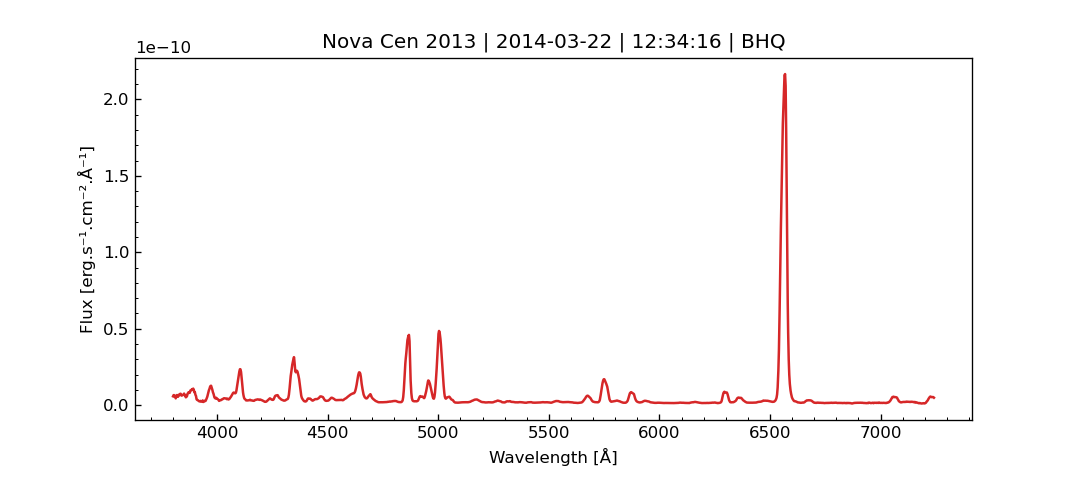 Nova Cen 2013 | 2014-03-22 | 12:34:16 | BHQ
1e−10
2.0
1.5
1.0
0.5
0.0
Flux [erg.s⁻¹.cm⁻².Å⁻¹]
4000 4500 5000 5500 6000 6500 7000
Wavelength [Å]